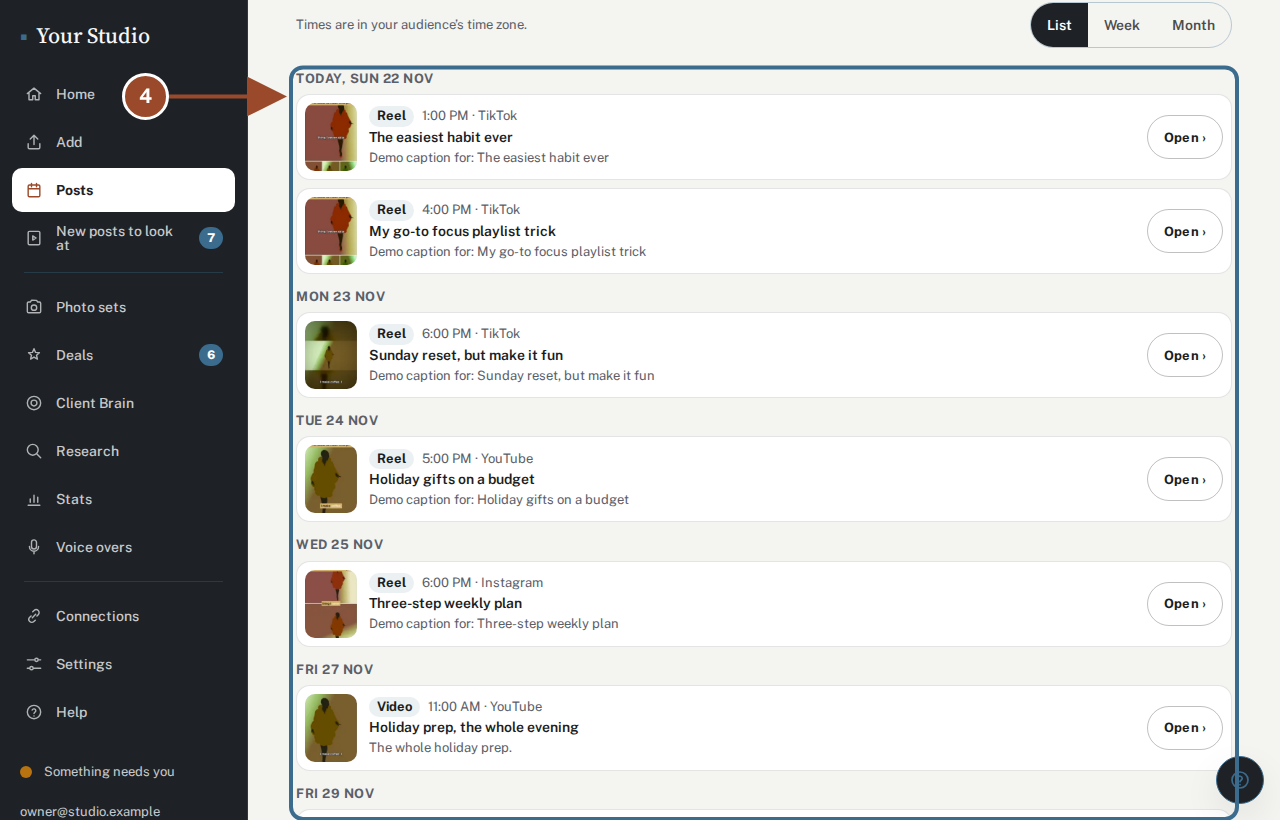 Your Studio
Home
4
Add
Posts
New posts to look
at
7
Photo sets
Deals
6
Client Brain
Research
Stats
Voice overs
Connections
Settings
Help
Something needs you
owner@studio.example
Times are in your audience's time zone.
List
Week
Month
TODAY, SUN 22 NOV
Reel 1:00 PM · TikTok
The easiest habit ever
Demo caption for: The easiest habit ever
Open ›
Reel 4:00 PM · TikTok
My go-to focus playlist trick
Demo caption for: My go-to focus playlist trick
Open ›
MON 23 NOV
Reel 6:00 PM · TikTok
Sunday reset, but make it fun
Demo caption for: Sunday reset, but make it fun
Open ›
TUE 24 NOV
Reel 5:00 PM · YouTube
Holiday gifts on a budget
Demo caption for: Holiday gifts on a budget
Open ›
WED 25 NOV
Reel 6:00 PM · Instagram
Three-step weekly plan
Demo caption for: Three-step weekly plan
Open ›
FRI 27 NOV
Video 11:00 AM · YouTube
Holiday prep, the whole evening
The whole holiday prep.
Open ›
FRI 29 NOV